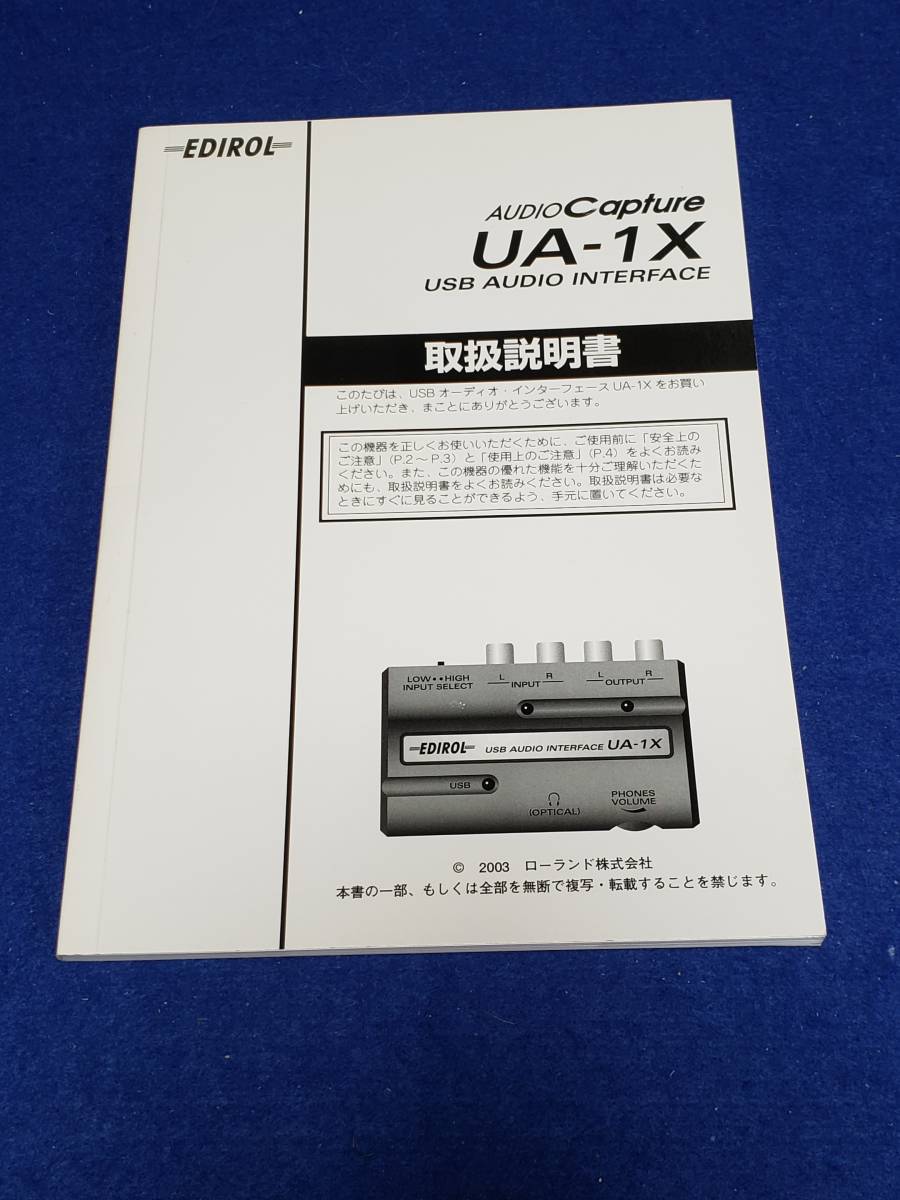 EDIROL
AUDIO Capture
UA-1X
USB AUDIO INTERFACE
取扱説明書
このたびは、USB オーディオ・インターフェース UA-1X をお買い
上げいただき、まことにありがとうございます。
この機器を正しくお使いいただくために、ご使用前に「安全上の
ご注意」(P.2～P.3) と「使用上のご注意」(P.4) をよくお読み
ください。また、この機器の優れた機能を十分ご理解いただくた
めにも、取扱説明書をよくお読みください。取扱説明書は必要な
ときにすぐに見ることができるよう、手元に置いてください。
LOW HIGH
INPUT SELECT
L INPUT R
L OUTPUT R
EDIROL USB AUDIO INTERFACE UA-1X
USB
(OPTICAL)
PHONES
VOLUME
© 2003 ローランド株式会社
本書の一部、もしくは全部を無断で複写・転載することを禁じます。